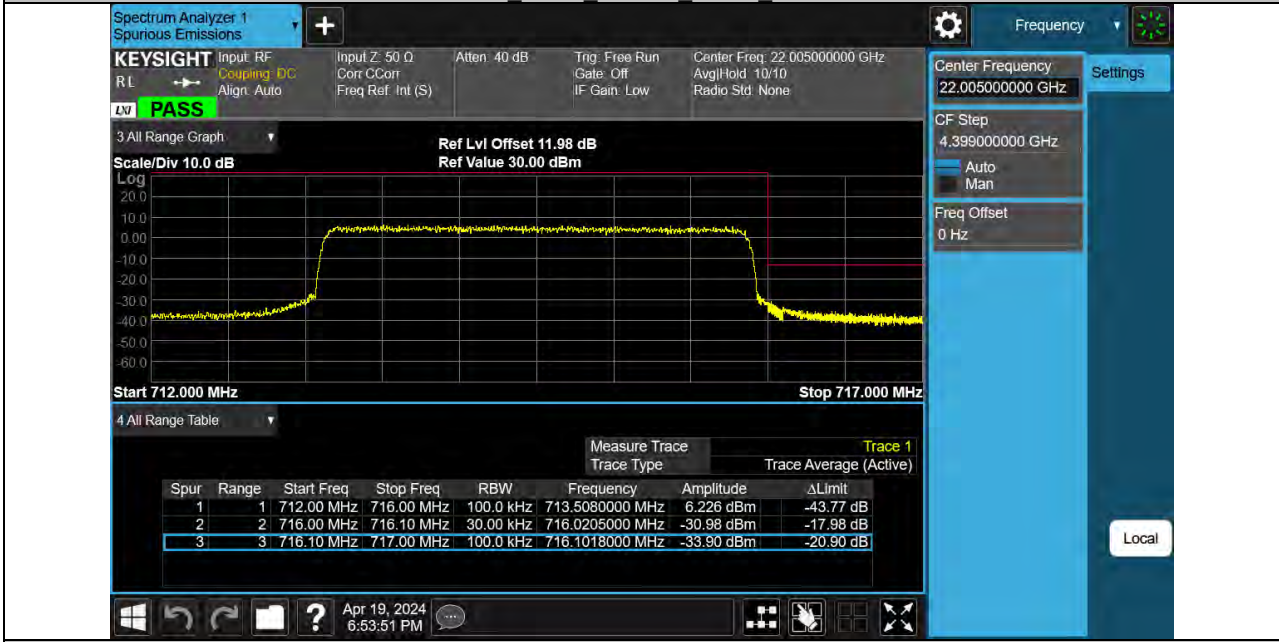 Spectrum Analyzer 1
Spurious Emissions
+
Frequency
KEYSIGHT
RL
LXI
PASS
Input: RF
Coupling: DC
Align: Auto
Input Z: 50 Ω
Corr CCorr
Freq Ref: Int (S)
Atten: 40 dB
Trig: Free Run
Gate: Off
IF Gain: Low
Center Freq: 22.005000000 GHz
Avg|Hold: 10/10
Radio Std: None
Center Frequency
22.005000000 GHz
Settings
CF Step
4.399000000 GHz
Auto
Man
Freq Offset
0 Hz
3 All Range Graph
Scale/Div 10.0 dB
Ref Lvl Offset 11.98 dB
Ref Value 30.00 dBm
Log
20.0
10.0
0.00
-10.0
-20.0
-30.0
-40.0
-50.0
-60.0
Start 712.000 MHz
Stop 717.000 MHz
4 All Range Table
Measure Trace Trace 1
Trace Type Trace Average (Active)
Spur Range Start Freq Stop Freq RBW Frequency Amplitude ΔLimit
1 1 712.00 MHz 716.00 MHz 100.0 kHz 713.5080000 MHz 6.226 dBm -43.77 dB
2 2 716.00 MHz 716.10 MHz 30.00 kHz 716.0205000 MHz -30.98 dBm -17.98 dB
3 3 716.10 MHz 717.00 MHz 100.0 kHz 716.1018000 MHz -33.90 dBm -20.90 dB
Local
?
Apr 19, 2024
6:53:51 PM